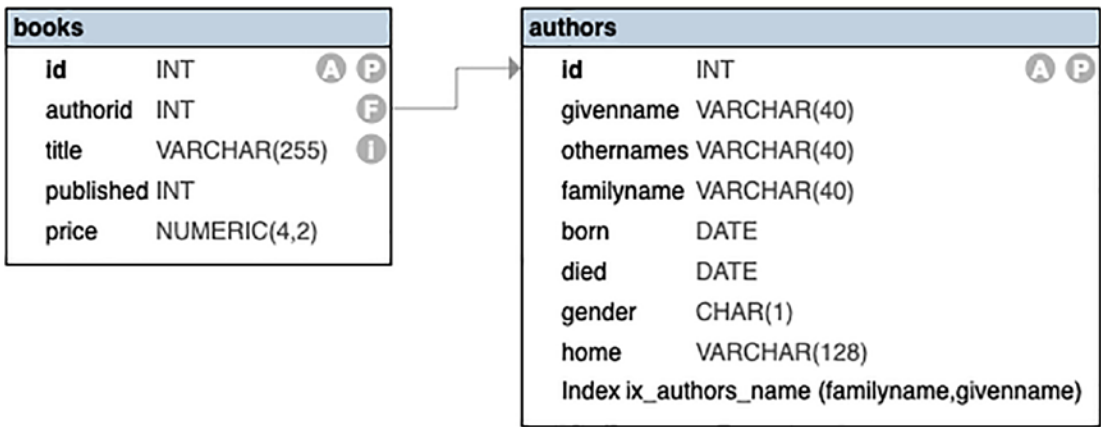 books
id INT A P
authorid INT F
title VARCHAR(255) i
published INT
price NUMERIC(4,2)
authors
id INT A P
givenname VARCHAR(40)
othernames VARCHAR(40)
familyname VARCHAR(40)
born DATE
died DATE
gender CHAR(1)
home VARCHAR(128)
Index ix_authors_name (familyname,givenname)